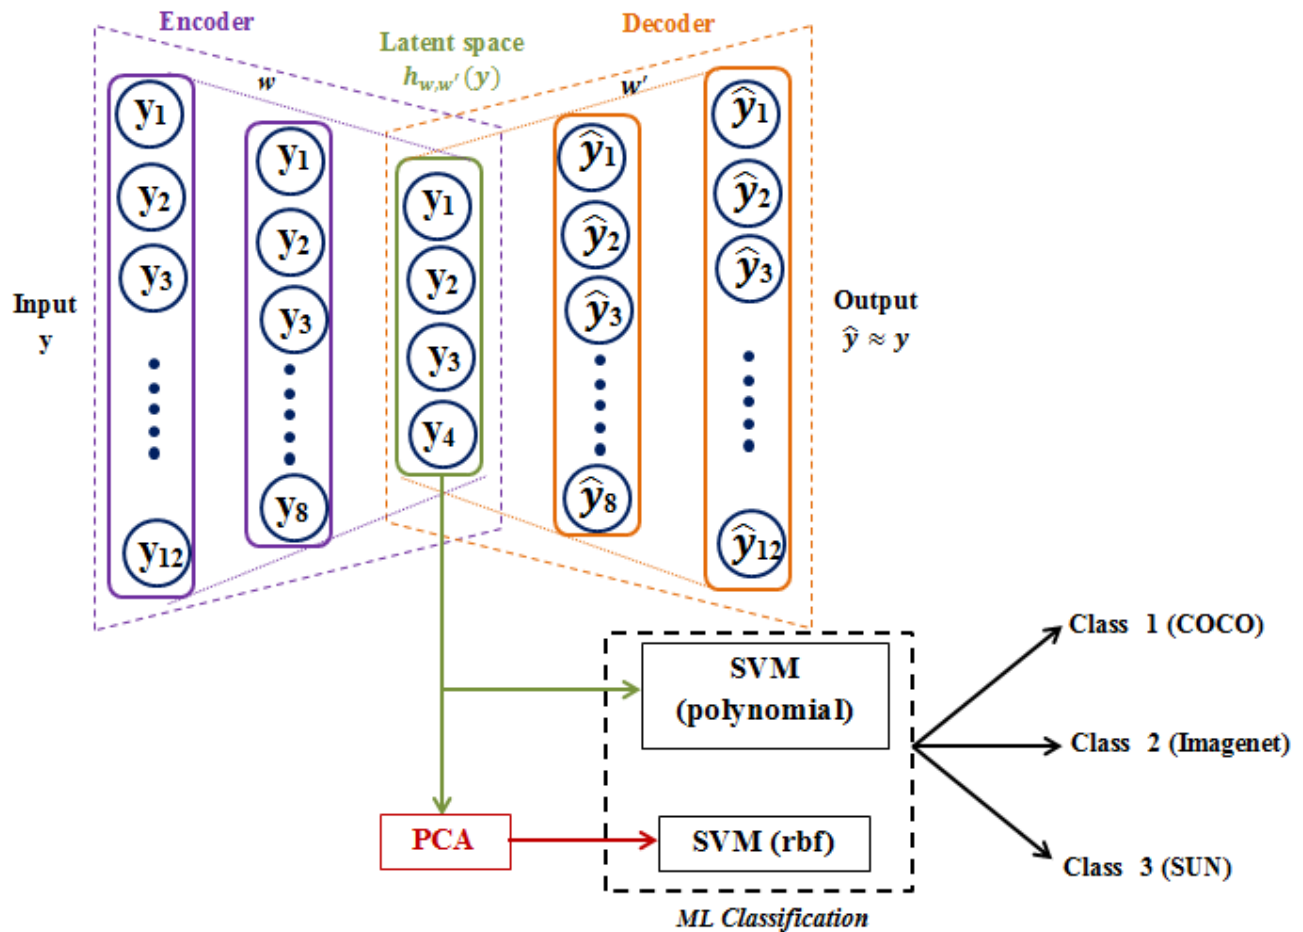 Encoder
Decoder
Latent space
h_{w,w'}(y)
w
w'
Input
y
y₁
y₂
y₃
y₁₂
y₁
y₂
y₃
y₈
y₁
y₂
y₃
y₄
ŷ₁
ŷ₂
ŷ₃
ŷ₈
ŷ₁
ŷ₂
ŷ₃
ŷ₁₂
Output
ŷ ≈ y
SVM
(polynomial)
PCA
SVM (rbf)
ML Classification
Class 1 (COCO)
Class 2 (Imagenet)
Class 3 (SUN)